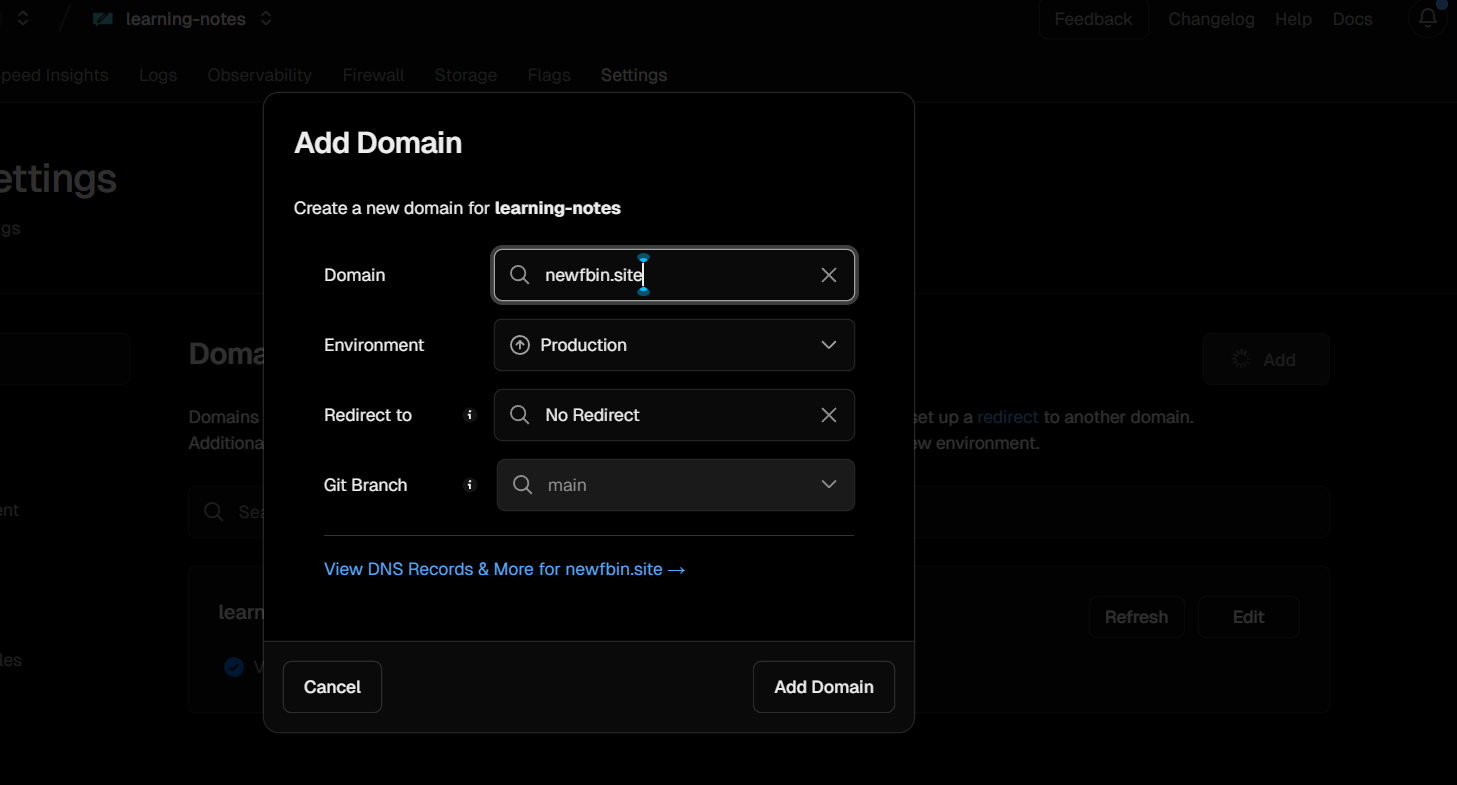 learning-notes
Feedback
Changelog
Help
Docs
peed Insights
Logs
Observability
Firewall
Storage
Flags
Settings
ettings
gs
Add Domain
Create a new domain for learning-notes
Domain
newfbin.site
Environment
Production
Redirect to
No Redirect
Git Branch
main
View DNS Records & More for newfbin.site →
Cancel
Add Domain
Doma
Add
Domains
set up a redirect to another domain.
Additiona
ew environment.
Sea
learn
Refresh
Edit
V
ent
les